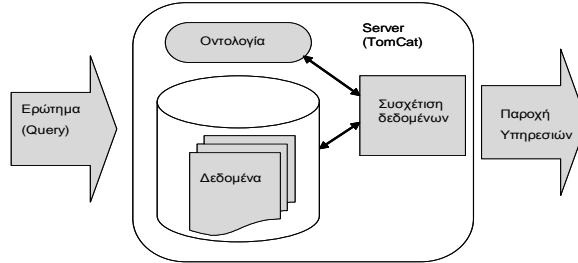 Ερώτημα
(Query)
Οντολογία
Server
(TomCat)
Συσχέτιση
δεδομένων
Δεδομένα
Παροχή
Υπηρεσιών